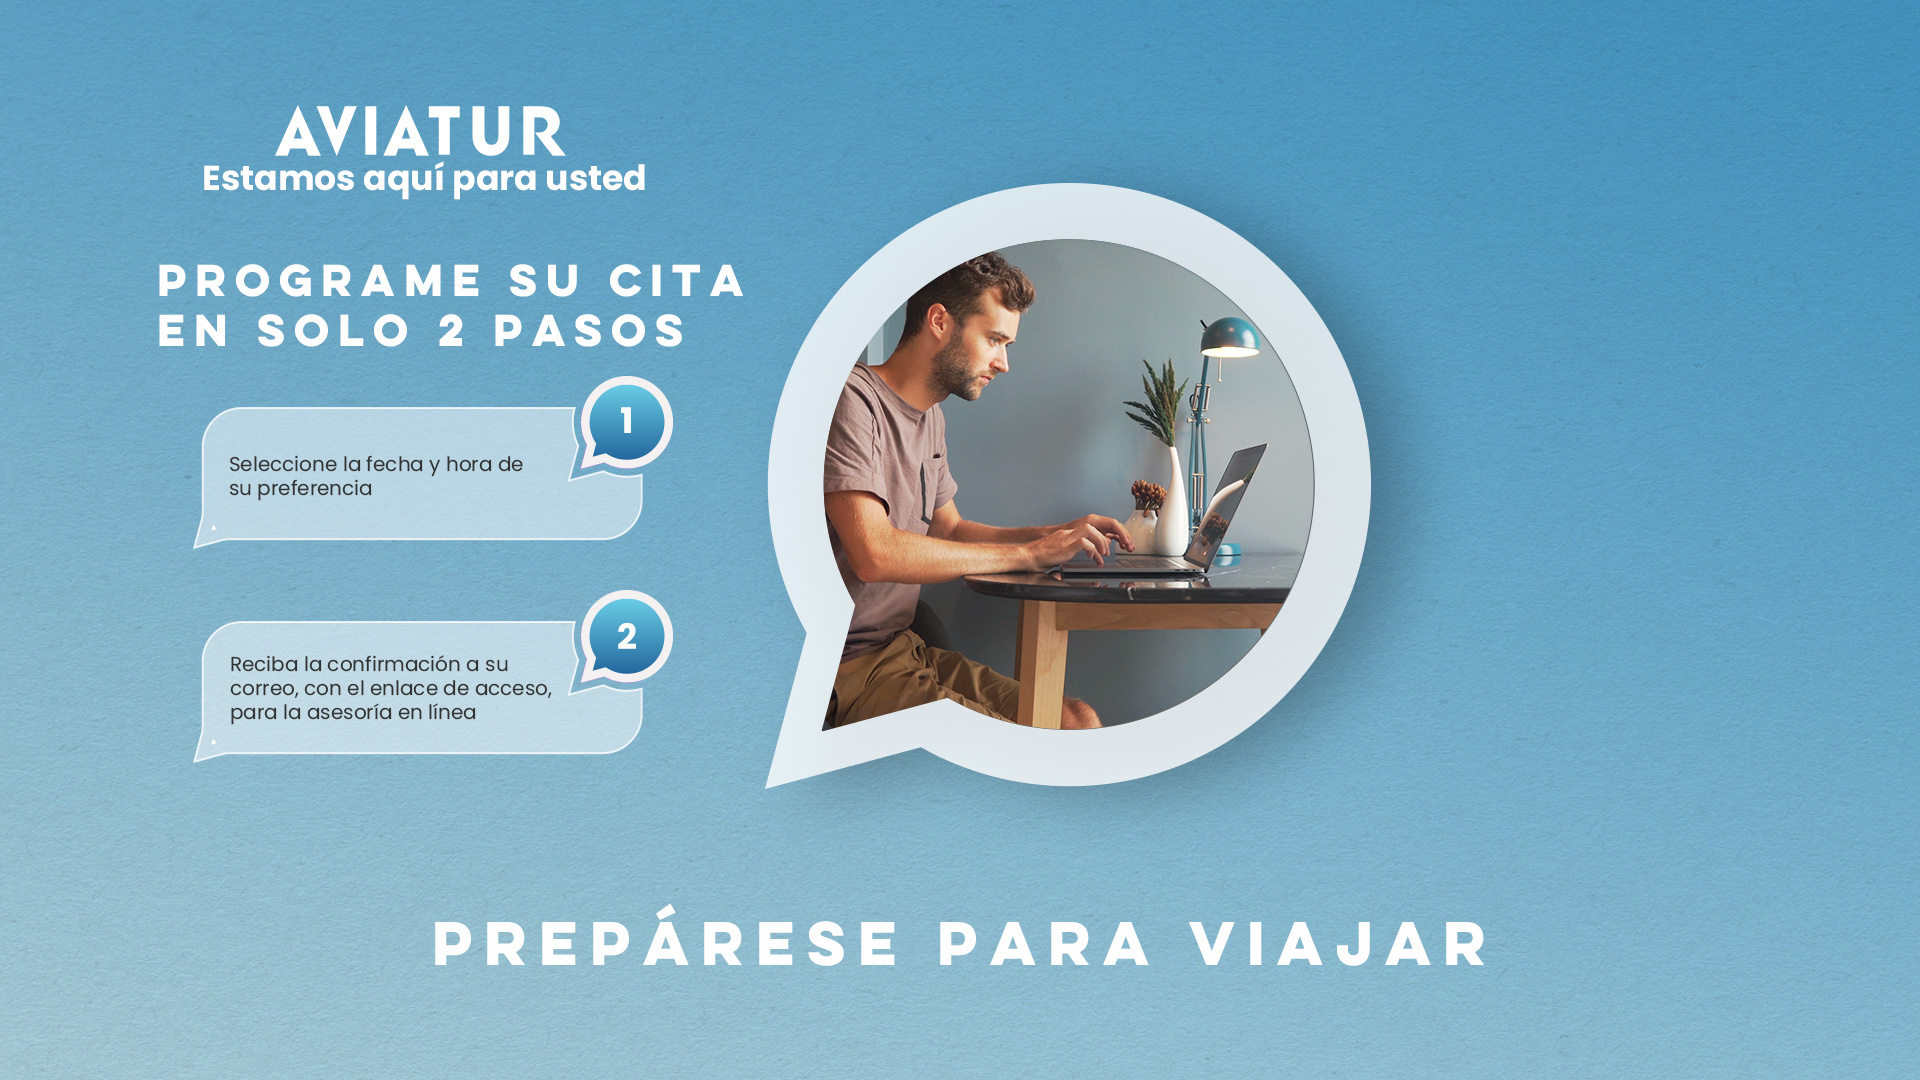 AVIATUR
Estamos aquí para usted
PROGRAME SU CITA
EN SOLO 2 PASOS
1
Seleccione la fecha y hora de
su preferencia
2
Reciba la confirmación a su
correo, con el enlace de acceso,
para la asesoría en línea
PREPÁRESE PARA VIAJAR